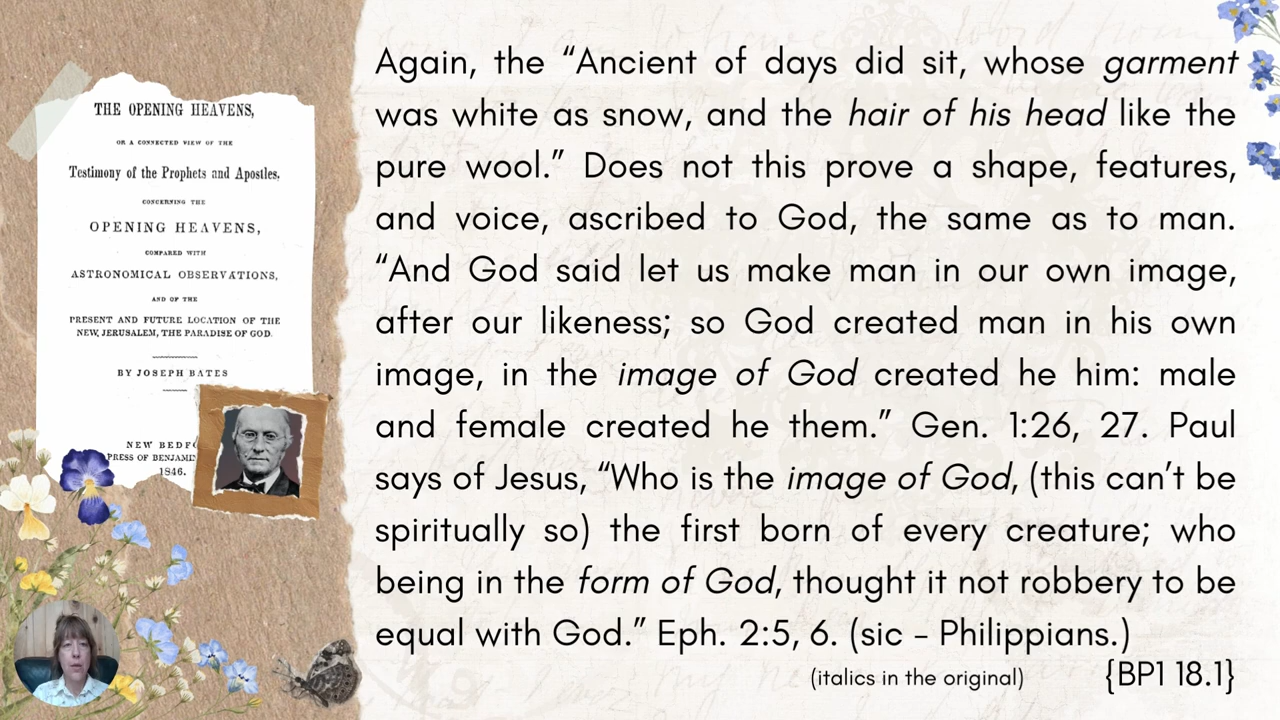 THE OPENING HEAVENS,
OR A CONNECTED VIEW OF THE
Testimony of the Prophets and Apostles,
CONCERNING THE
OPENING HEAVENS,
COMPARED WITH
ASTRONOMICAL OBSERVATIONS,
AND OF THE
PRESENT AND FUTURE LOCATION OF THE
NEW, JERUSALEM, THE PARADISE OF GOD.
BY JOSEPH BATES
NEW BEDFO
PRESS OF BENJAMIN
1846.
Again, the “Ancient of days did sit, whose garment
was white as snow, and the hair of his head like the
pure wool.” Does not this prove a shape, features,
and voice, ascribed to God, the same as to man.
“And God said let us make man in our own image,
after our likeness; so God created man in his own
image, in the image of God created he him: male
and female created he them.” Gen. 1:26, 27. Paul
says of Jesus, “Who is the image of God, (this can’t be
spiritually so) the first born of every creature; who
being in the form of God, thought it not robbery to be
equal with God.” Eph. 2:5, 6. (sic – Philippians.)
(italics in the original) {BP1 18.1}